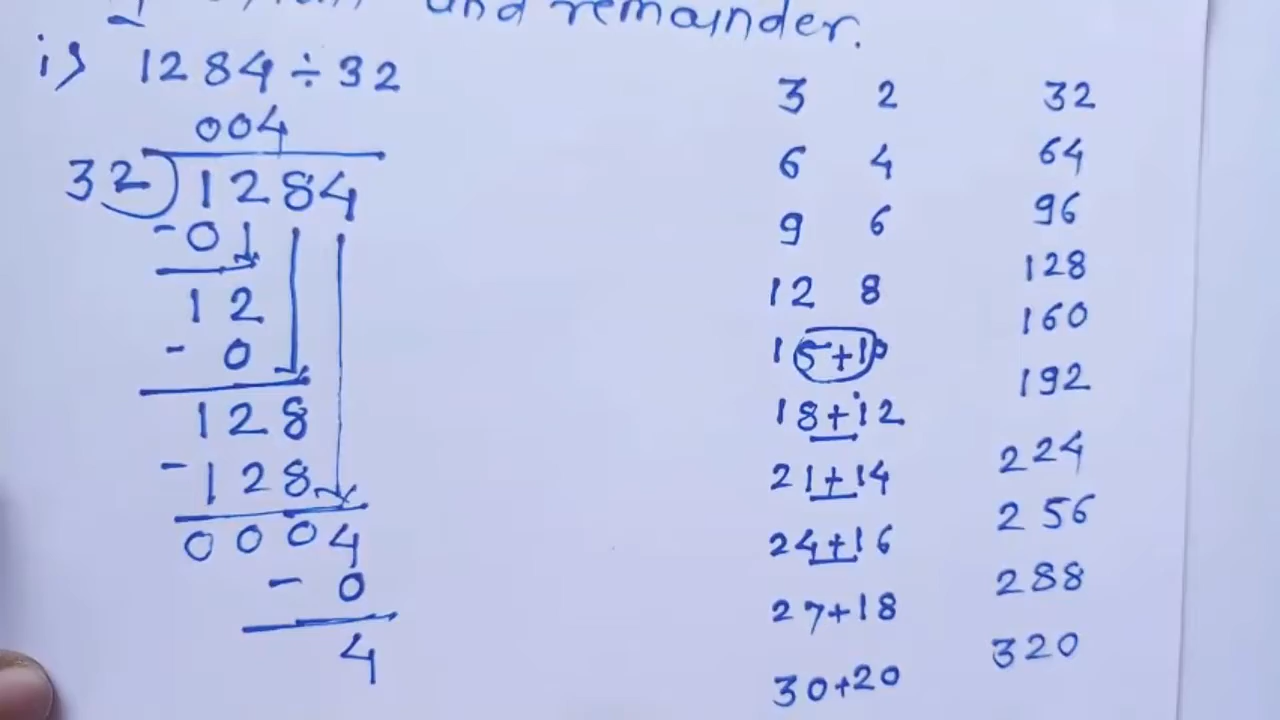 and remainder.
i) 1284 ÷ 32
004
32 ) 1284
- 0
12
- 0
128
- 128
0004
- 0
4
3 2 32
6 4 64
9 6 96
12 8 128
15+10 160
18+12 192
21+14 224
24+16 256
27+18 288
30+20 320